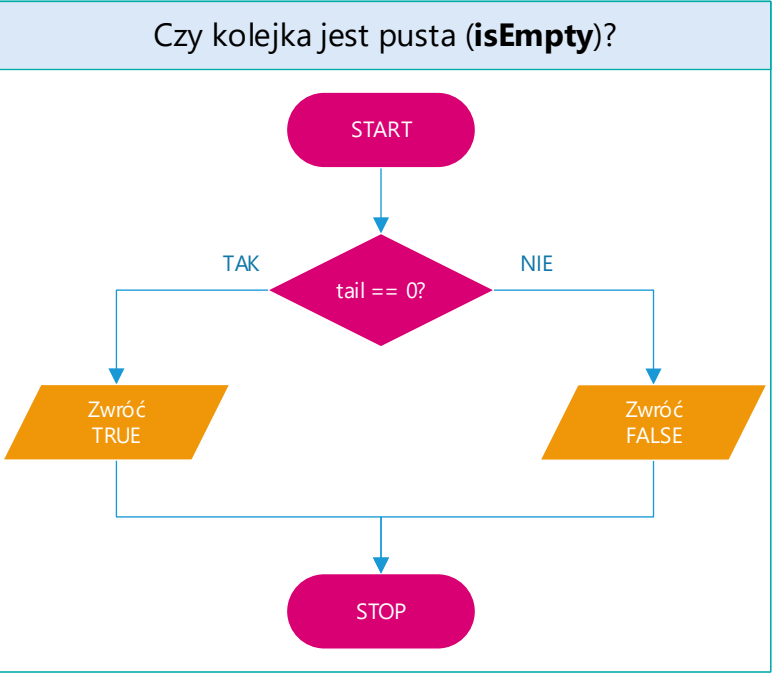 Czy kolejka jest pusta (isEmpty)?
START
TAK
NIE
tail == 0?
Zwróć
TRUE
Zwróć
FALSE
STOP